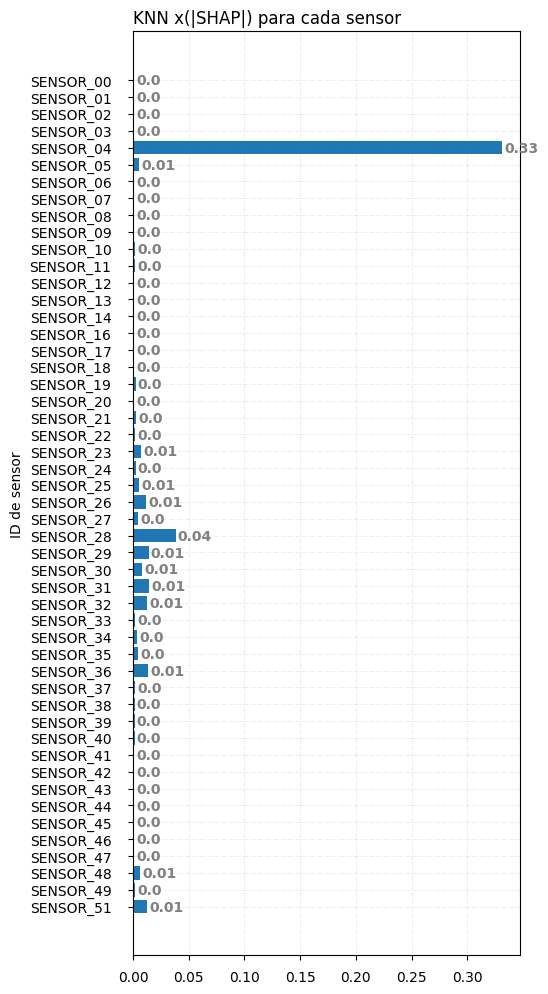 KNN x(|SHAP|) para cada sensor
ID de sensor
SENSOR_00 0.0
SENSOR_01 0.0
SENSOR_02 0.0
SENSOR_03 0.0
SENSOR_04 0.33
SENSOR_05 0.01
SENSOR_06 0.0
SENSOR_07 0.0
SENSOR_08 0.0
SENSOR_09 0.0
SENSOR_10 0.0
SENSOR_11 0.0
SENSOR_12 0.0
SENSOR_13 0.0
SENSOR_14 0.0
SENSOR_16 0.0
SENSOR_17 0.0
SENSOR_18 0.0
SENSOR_19 0.0
SENSOR_20 0.0
SENSOR_21 0.0
SENSOR_22 0.0
SENSOR_23 0.01
SENSOR_24 0.0
SENSOR_25 0.01
SENSOR_26 0.01
SENSOR_27 0.0
SENSOR_28 0.04
SENSOR_29 0.01
SENSOR_30 0.01
SENSOR_31 0.01
SENSOR_32 0.01
SENSOR_33 0.0
SENSOR_34 0.0
SENSOR_35 0.0
SENSOR_36 0.01
SENSOR_37 0.0
SENSOR_38 0.0
SENSOR_39 0.0
SENSOR_40 0.0
SENSOR_41 0.0
SENSOR_42 0.0
SENSOR_43 0.0
SENSOR_44 0.0
SENSOR_45 0.0
SENSOR_46 0.0
SENSOR_47 0.0
SENSOR_48 0.01
SENSOR_49 0.0
SENSOR_51 0.01
0.00 0.05 0.10 0.15 0.20 0.25 0.30